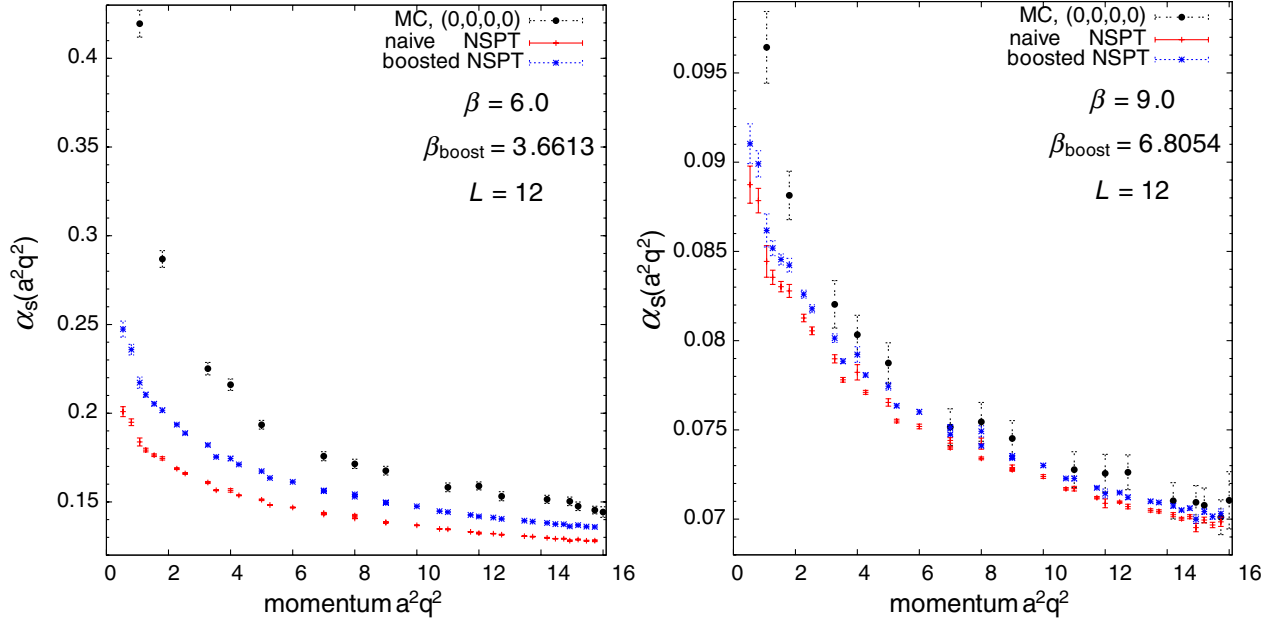 MC, (0,0,0,0)
naive NSPT
boosted NSPT
β = 6.0
β_boost = 3.6613
L = 12
0.4
0.35
0.3
0.25
0.2
0.15
α_s(a²q²)
0 2 4 6 8 10 12 14 16
momentum a²q²
MC, (0,0,0,0)
naive NSPT
boosted NSPT
β = 9.0
β_boost = 6.8054
L = 12
0.095
0.09
0.085
0.08
0.075
0.07
α_s(a²q²)
0 2 4 6 8 10 12 14 16
momentum a²q²